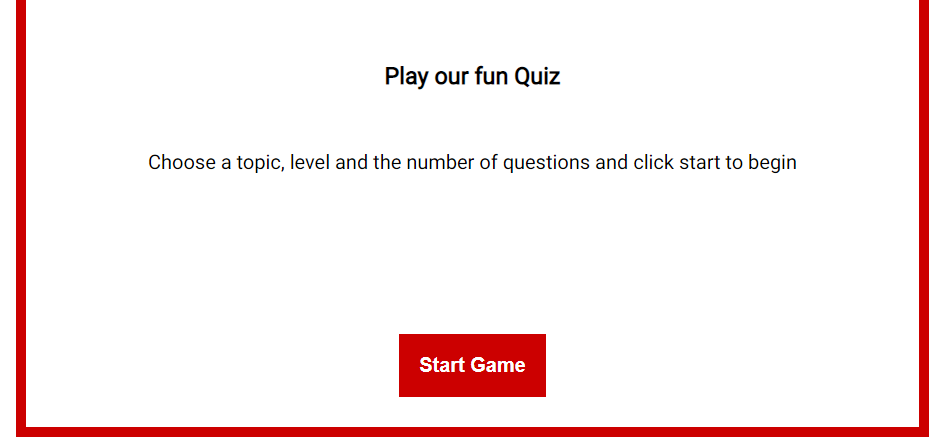 Play our fun Quiz
Choose a topic, level and the number of questions and click start to begin
Start Game